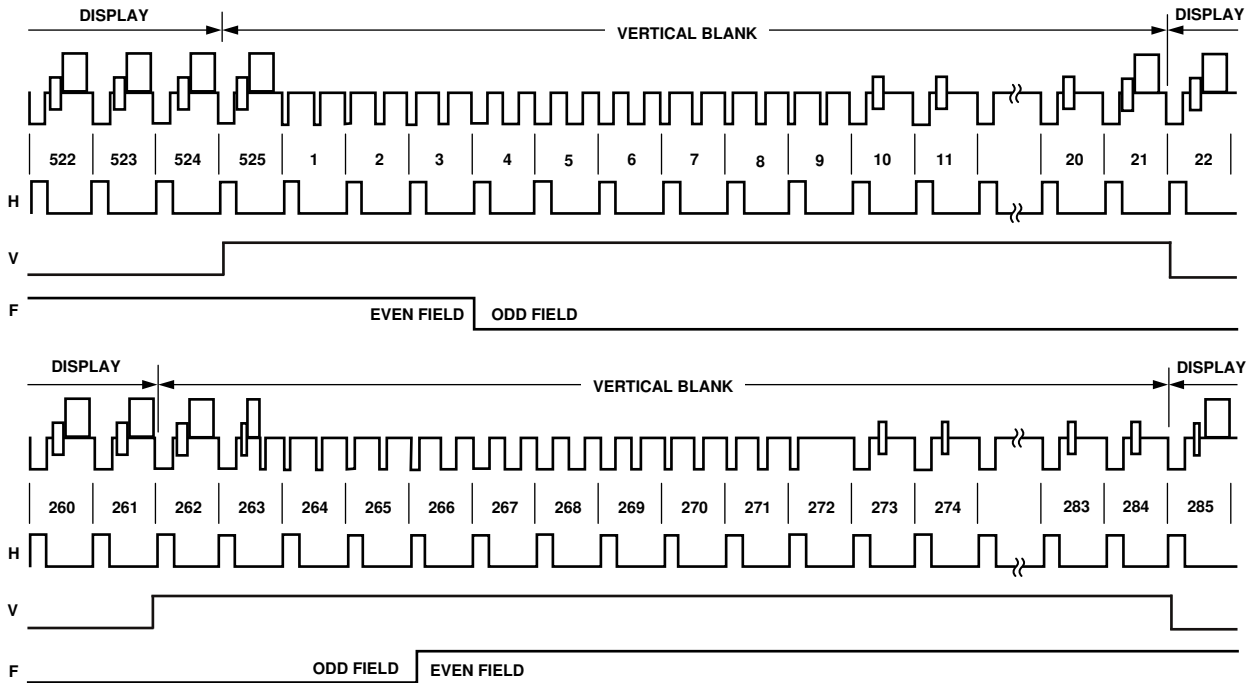 DISPLAY VERTICAL BLANK DISPLAY
522 523 524 525 1 2 3 4 5 6 7 8 9 10 11 20 21 22
H
V
F
EVEN FIELD ODD FIELD
DISPLAY VERTICAL BLANK DISPLAY
260 261 262 263 264 265 266 267 268 269 270 271 272 273 274 283 284 285
H
V
F
ODD FIELD EVEN FIELD